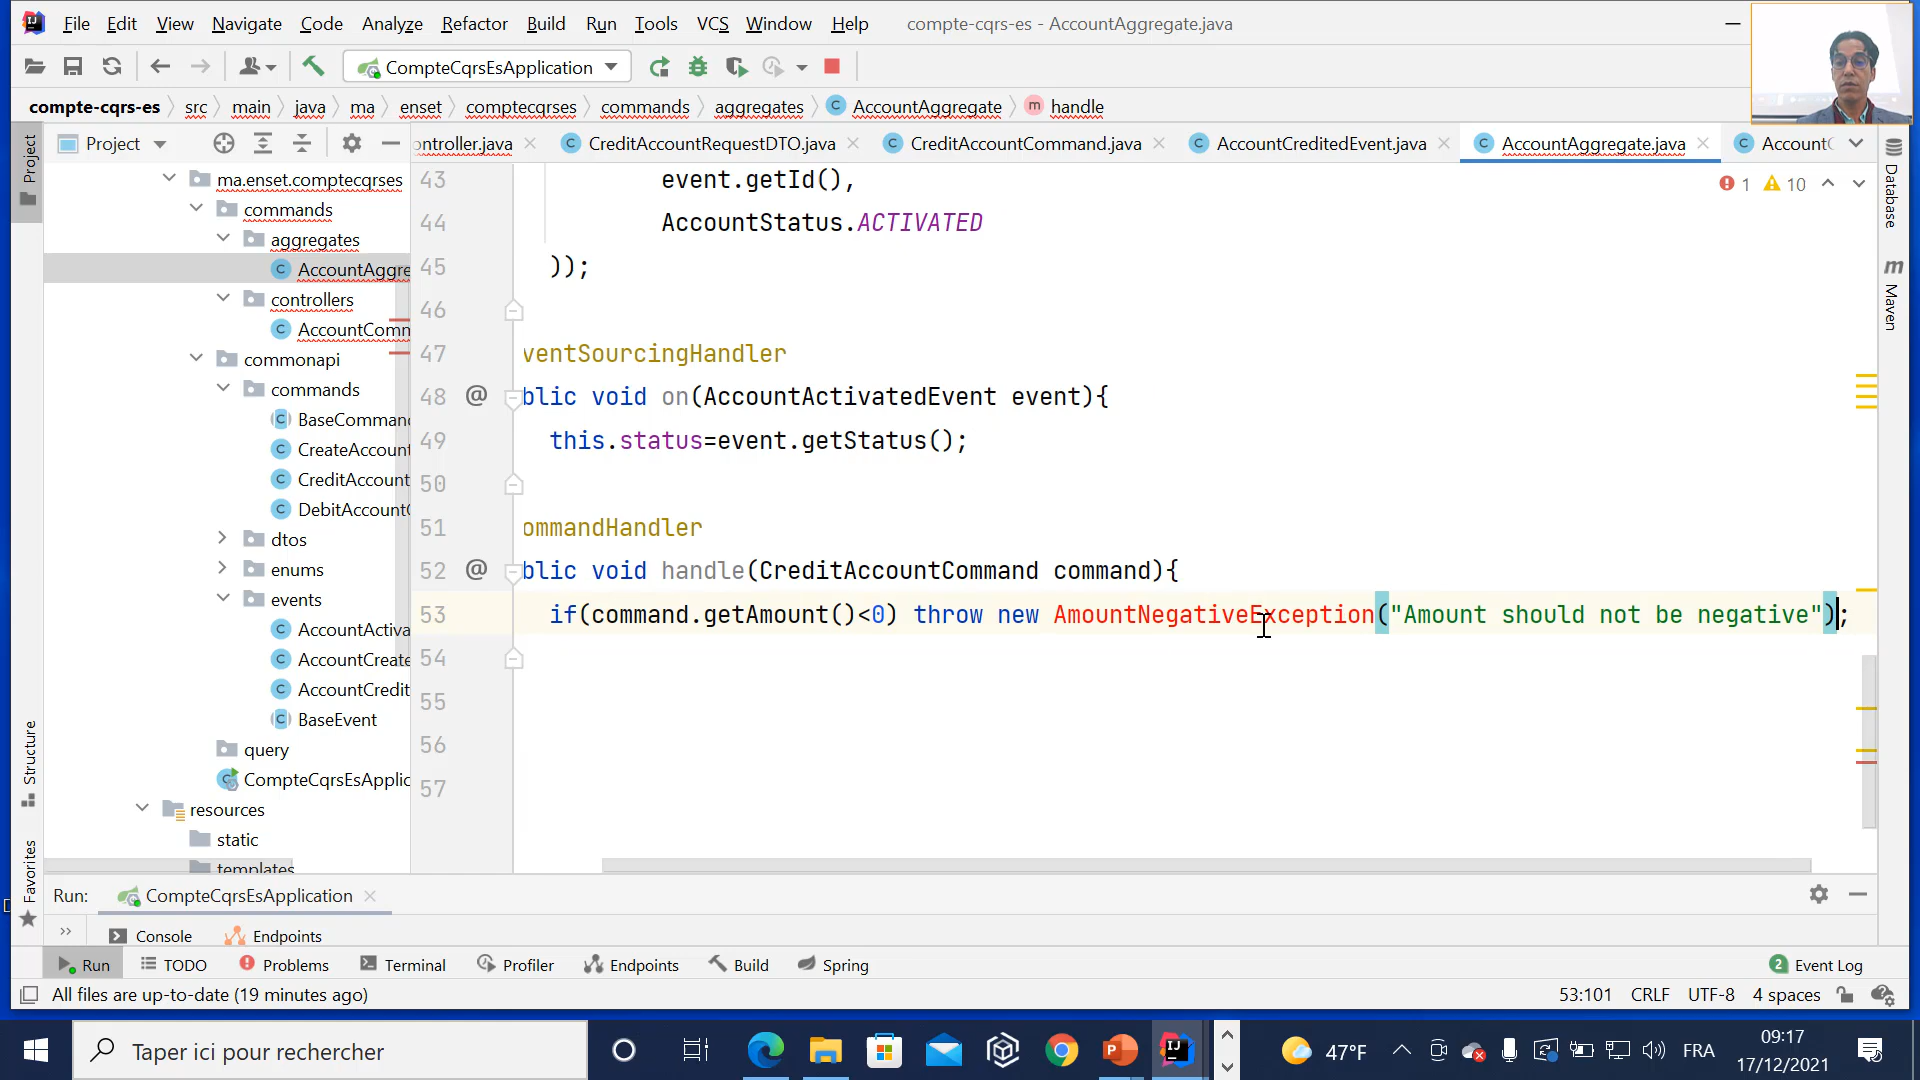 File Edit View Navigate Code Analyze Refactor Build Run Tools VCS Window Help compte-cqrs-es - AccountAggregate.java
CompteCqrsEsApplication
compte-cqrs-es src main java ma enset comptecqrses commands aggregates AccountAggregate handle
Project ontroller.java CreditAccountRequestDTO.java CreditAccountCommand.java AccountCreditedEvent.java AccountAggregate.java Account
Project
Structure
Favorites
Database
Maven
1 10
ma.enset.comptecqrses
commands
aggregates
AccountAggre
controllers
AccountComm
commonapi
commands
BaseCommand
CreateAccount
CreditAccount
DebitAccount
dtos
enums
events
AccountActiva
AccountCreate
AccountCredit
BaseEvent
query
CompteCqrsEsApplic
resources
static
templates
43 event.getId(),
44 AccountStatus.ACTIVATED
45 ));
46
47 ventSourcingHandler
48 @ blic void on(AccountActivatedEvent event){
49 this.status=event.getStatus();
50
51 ommandHandler
52 @ blic void handle(CreditAccountCommand command){
53 if(command.getAmount()<0) throw new AmountNegativeException("Amount should not be negative");
54
55
56
57
Run: CompteCqrsEsApplication
Console Endpoints
Run TODO Problems Terminal Profiler Endpoints Build Spring 2 Event Log
All files are up-to-date (19 minutes ago) 53:101 CRLF UTF-8 4 spaces
Taper ici pour rechercher 47°F FRA 09:17
17/12/2021